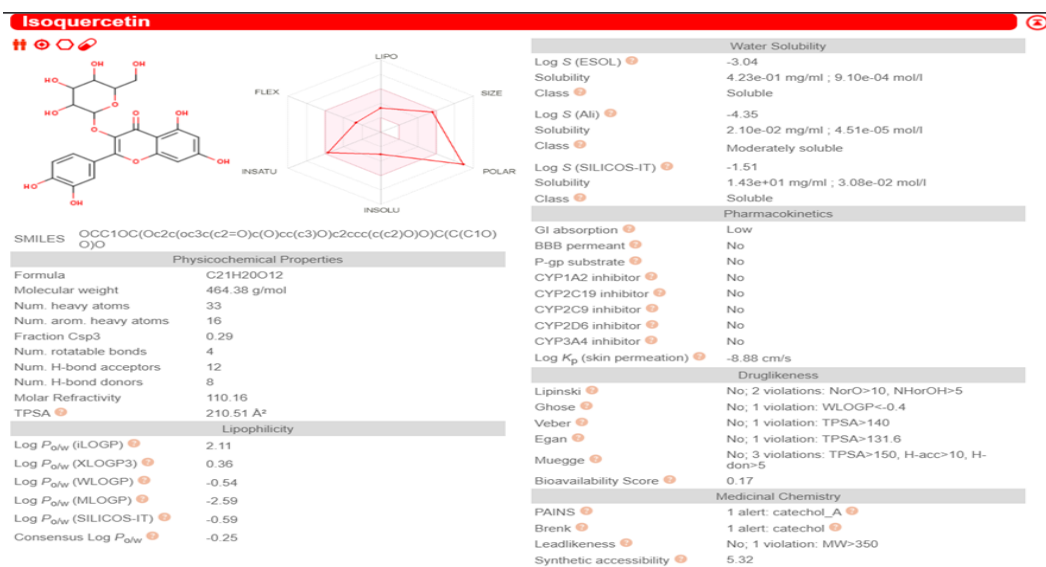 Isoquercetin
LIPO
FLEX
SIZE
INSATU
POLAR
INSOLU
OH
OH
HO
HO
O
OH
O
O
OH
O
OH
HO
OH
SMILES OCC1OC(Oc2c(oc3c(c2=O)c(O)cc(c3)O)c2ccc(c(c2)O)O)C(C(C1O)
O)O
Physicochemical Properties
Formula C21H20O12
Molecular weight 464.38 g/mol
Num. heavy atoms 33
Num. arom. heavy atoms 16
Fraction Csp3 0.29
Num. rotatable bonds 4
Num. H-bond acceptors 12
Num. H-bond donors 8
Molar Refractivity 110.16
TPSA ? 210.51 Å²
Lipophilicity
Log Po/w (iLOGP) ? 2.11
Log Po/w (XLOGP3) ? 0.36
Log Po/w (WLOGP) ? -0.54
Log Po/w (MLOGP) ? -2.59
Log Po/w (SILICOS-IT) ? -0.59
Consensus Log Po/w ? -0.25
Water Solubility
Log S (ESOL) ? -3.04
Solubility 4.23e-01 mg/ml ; 9.10e-04 mol/l
Class ? Soluble
Log S (Ali) ? -4.35
Solubility 2.10e-02 mg/ml ; 4.51e-05 mol/l
Class ? Moderately soluble
Log S (SILICOS-IT) ? -1.51
Solubility 1.43e+01 mg/ml ; 3.08e-02 mol/l
Class ? Soluble
Pharmacokinetics
GI absorption ? Low
BBB permeant ? No
P-gp substrate ? No
CYP1A2 inhibitor ? No
CYP2C19 inhibitor ? No
CYP2C9 inhibitor ? No
CYP2D6 inhibitor ? No
CYP3A4 inhibitor ? No
Log Kp (skin permeation) ? -8.88 cm/s
Druglikeness
Lipinski ? No; 2 violations: NorO>10, NHorOH>5
Ghose ? No; 1 violation: WLOGP<-0.4
Veber ? No; 1 violation: TPSA>140
Egan ? No; 1 violation: TPSA>131.6
Muegge ? No; 3 violations: TPSA>150, H-acc>10, H-
don>5
Bioavailability Score ? 0.17
Medicinal Chemistry
PAINS ? 1 alert: catechol_A ?
Brenk ? 1 alert: catechol ?
Leadlikeness ? No; 1 violation: MW>350
Synthetic accessibility ? 5.32